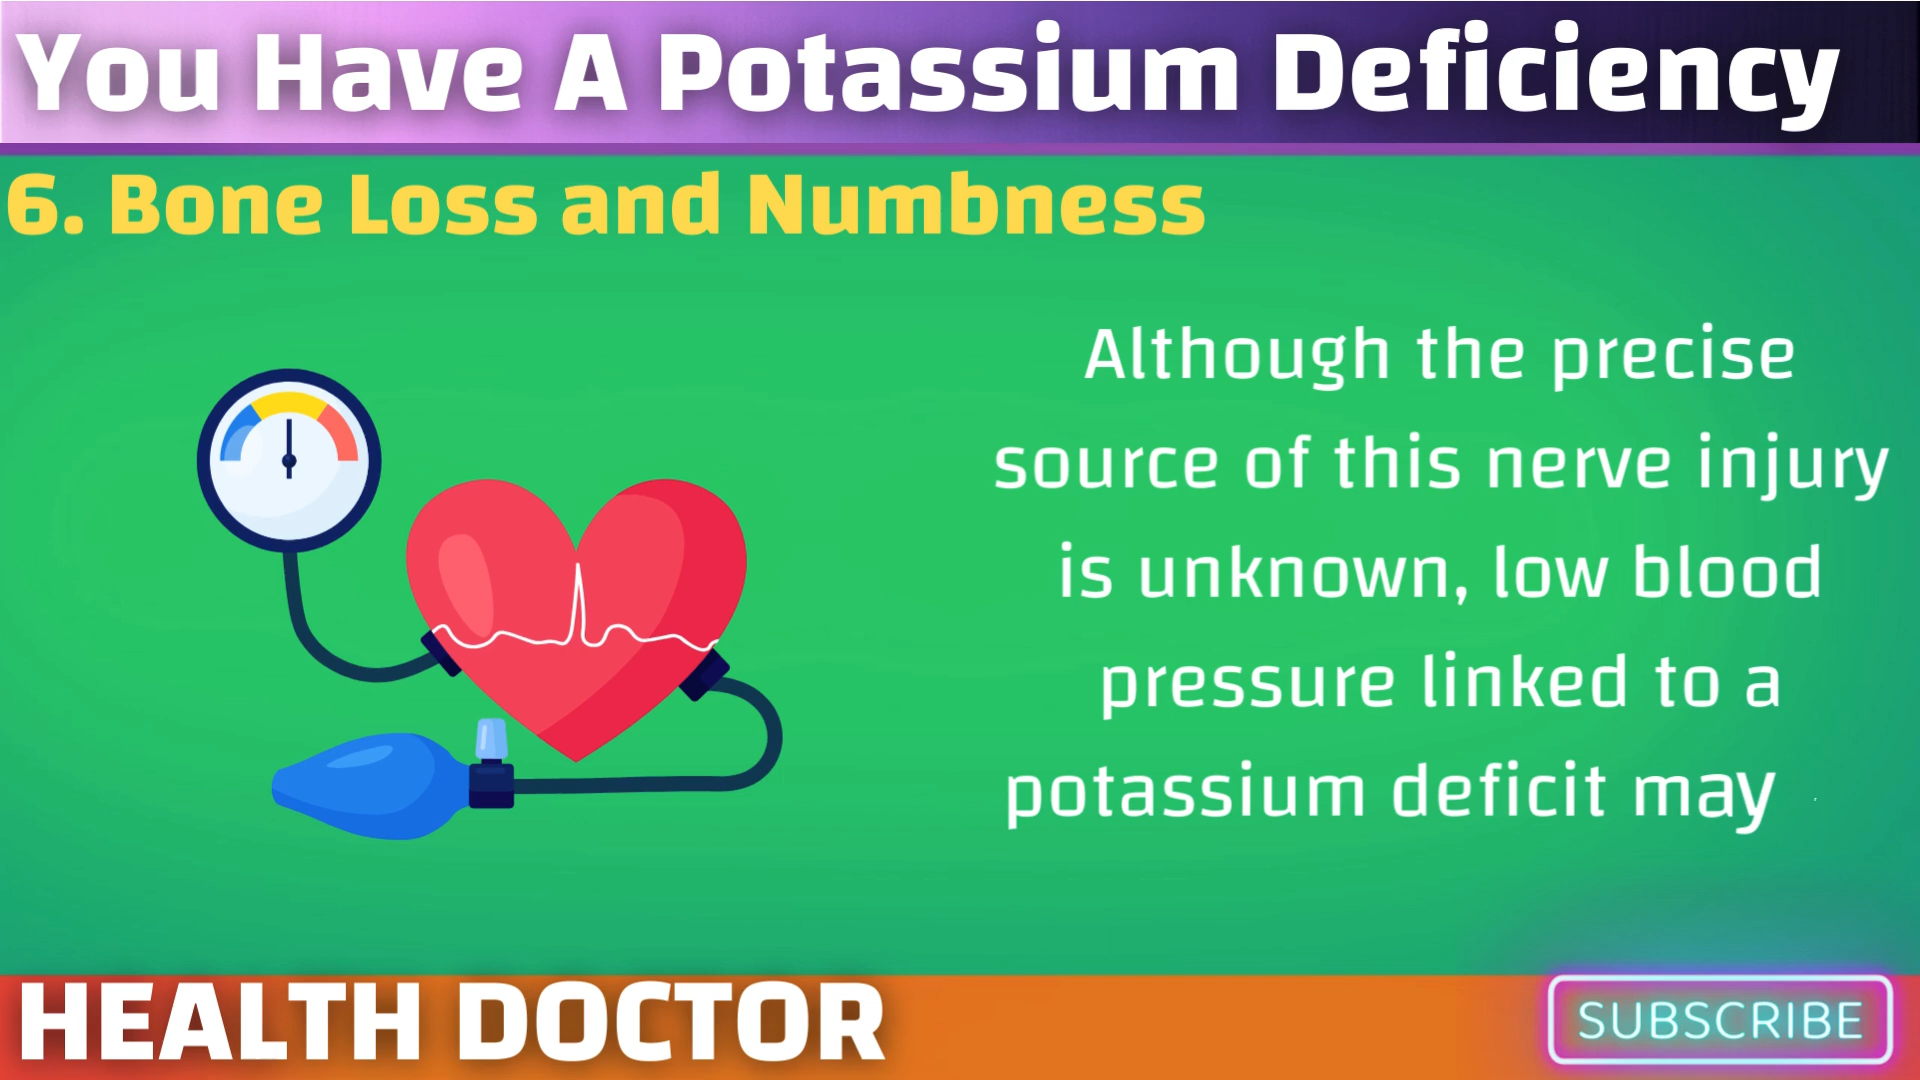 You Have A Potassium Deficiency
6. Bone Loss and Numbness
Although the precise
source of this nerve injury
is unknown, low blood
pressure linked to a
potassium deficit may
HEALTH DOCTOR
SUBSCRIBE